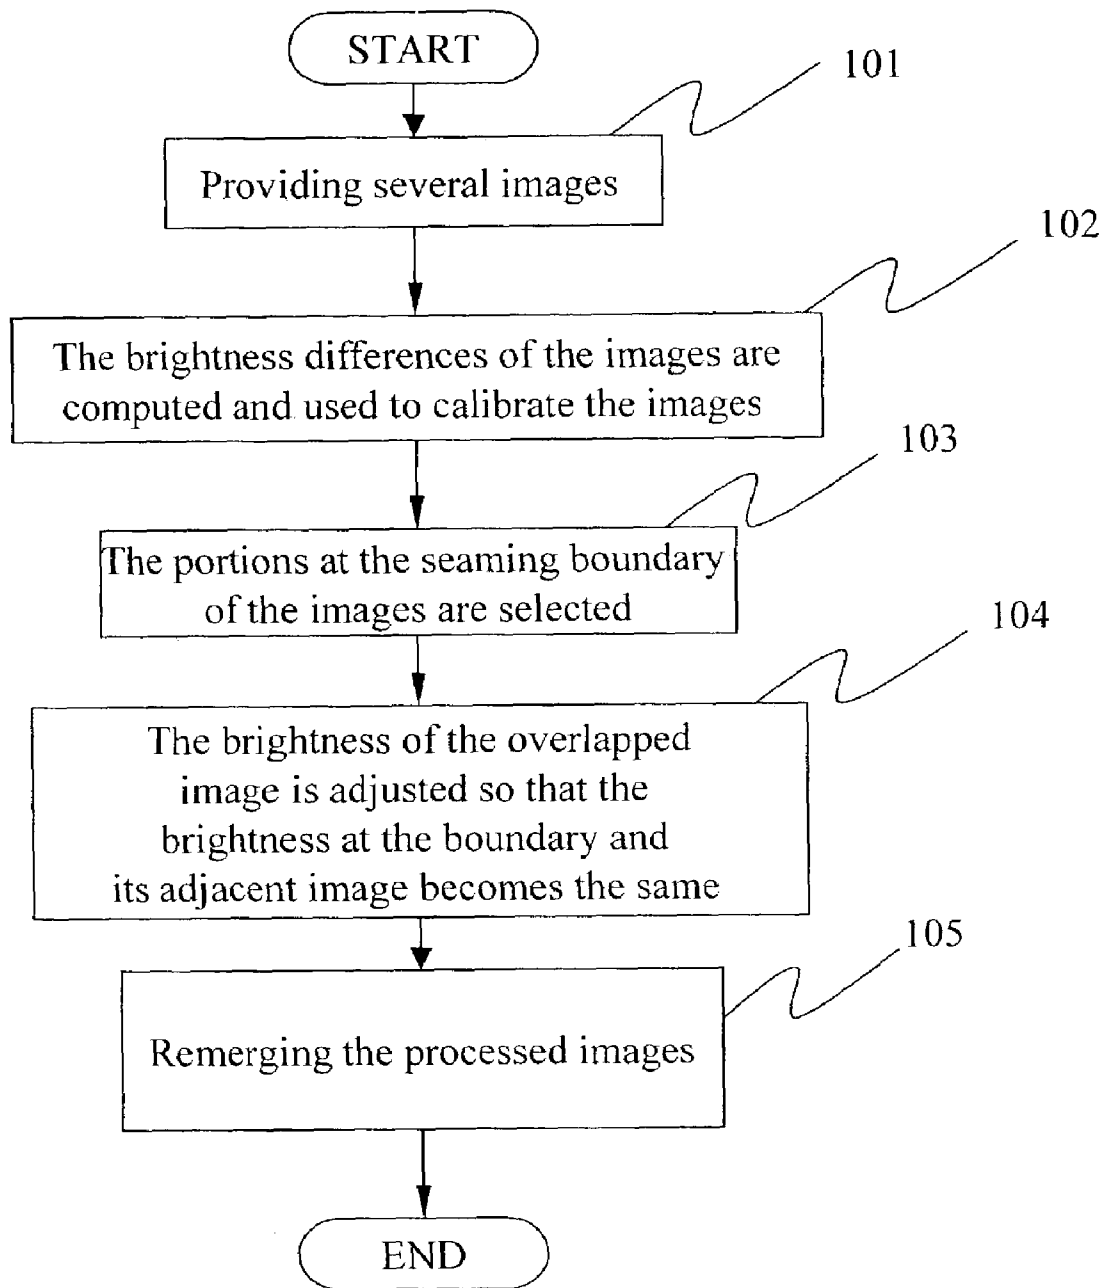 START
101
Providing several images
102
The brightness differences of the images are
computed and used to calibrate the images
103
The portions at the seaming boundary
of the images are selected
104
The brightness of the overlapped
image is adjusted so that the
brightness at the boundary and
its adjacent image becomes the same
105
Remerging the processed images
END